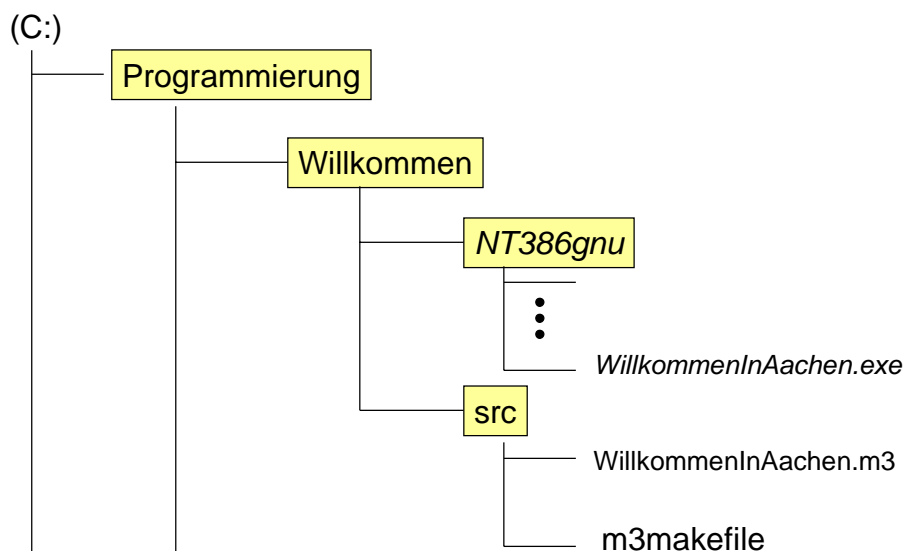 (C:)
Programmierung
Willkommen
NT386gnu
WillkommenInAachen.exe
src
WillkommenInAachen.m3
m3makefile